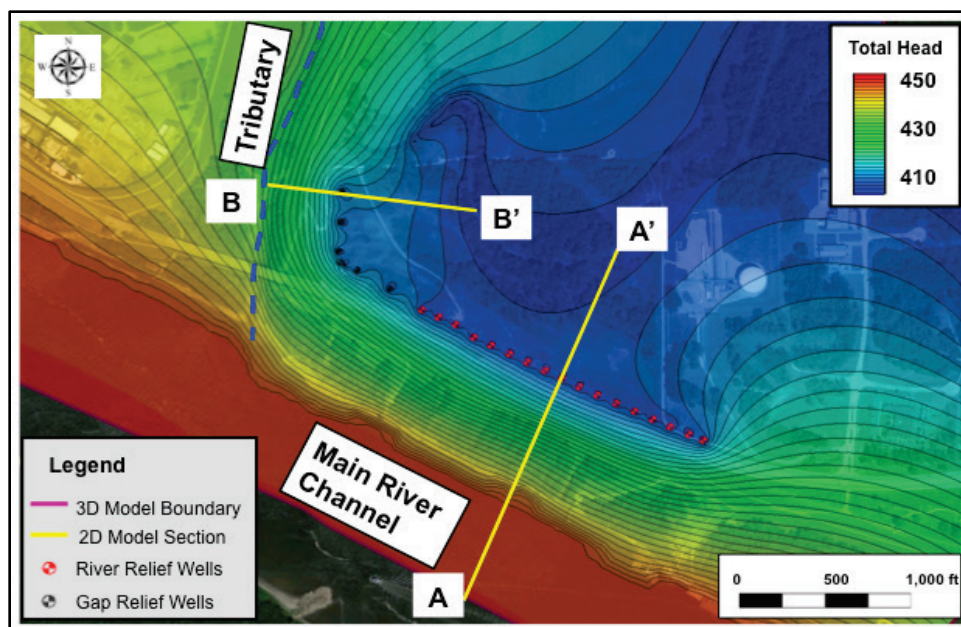 N
W E
S
Tributary
Total Head
450
430
410
B
B’
A’
Main River
Channel
A
Legend
3D Model Boundary
2D Model Section
River Relief Wells
Gap Relief Wells
0 500 1,000 ft